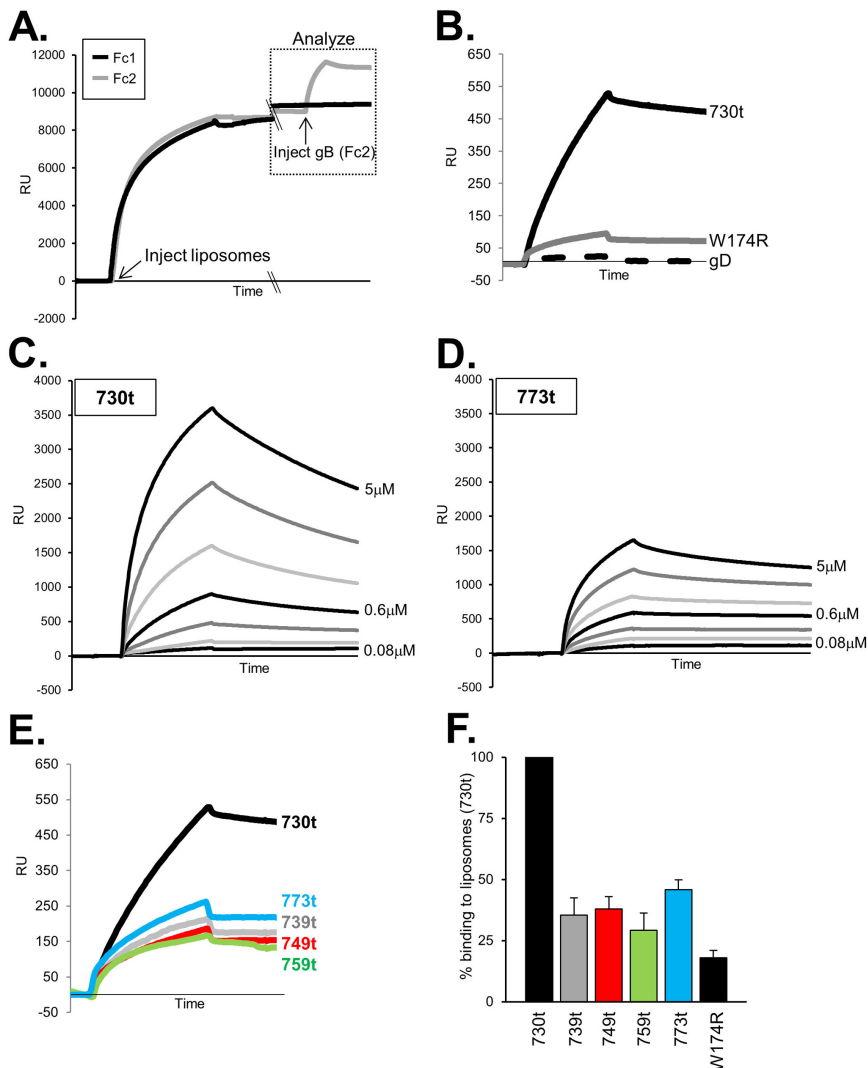 A.
Analyze
12000
10000
8000
6000
4000
2000
0
-2000
RU
Fc1
Fc2
Inject gB (Fc2)
Inject liposomes
Time
B.
650
550
450
350
250
150
50
-50
RU
730t
W174R
gD
Time
C.
4000
3500
3000
2500
2000
1500
1000
500
0
-500
RU
730t
5µM
0.6µM
0.08µM
Time
D.
4000
3500
3000
2500
2000
1500
1000
500
0
-500
RU
773t
5µM
0.6µM
0.08µM
Time
E.
650
550
450
350
250
150
50
-50
RU
730t
773t
739t
749t
759t
Time
F.
100
75
50
25
0
% binding to liposomes (730t)
730t
739t
749t
759t
773t
W174R